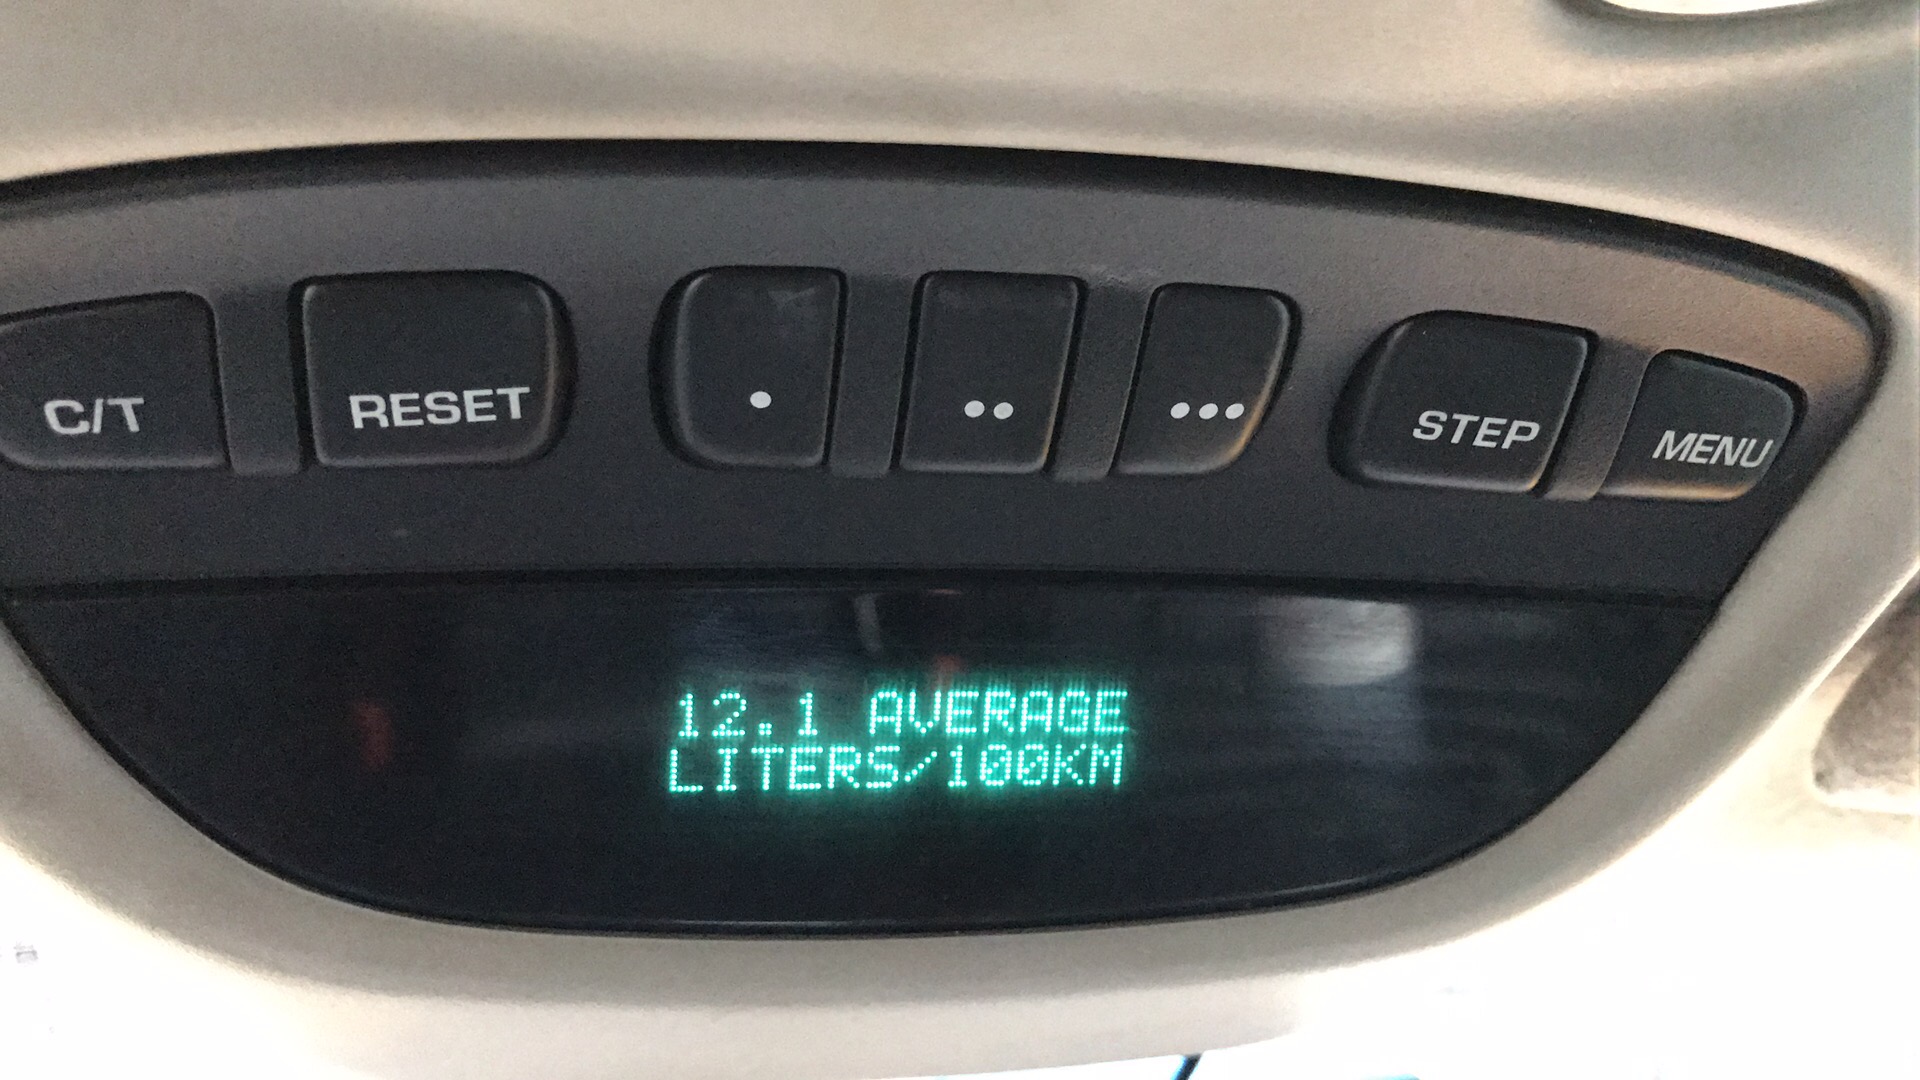 C/T
RESET
•
••
•••
STEP
MENU
12.1 AVERAGE
LITERS/100KM